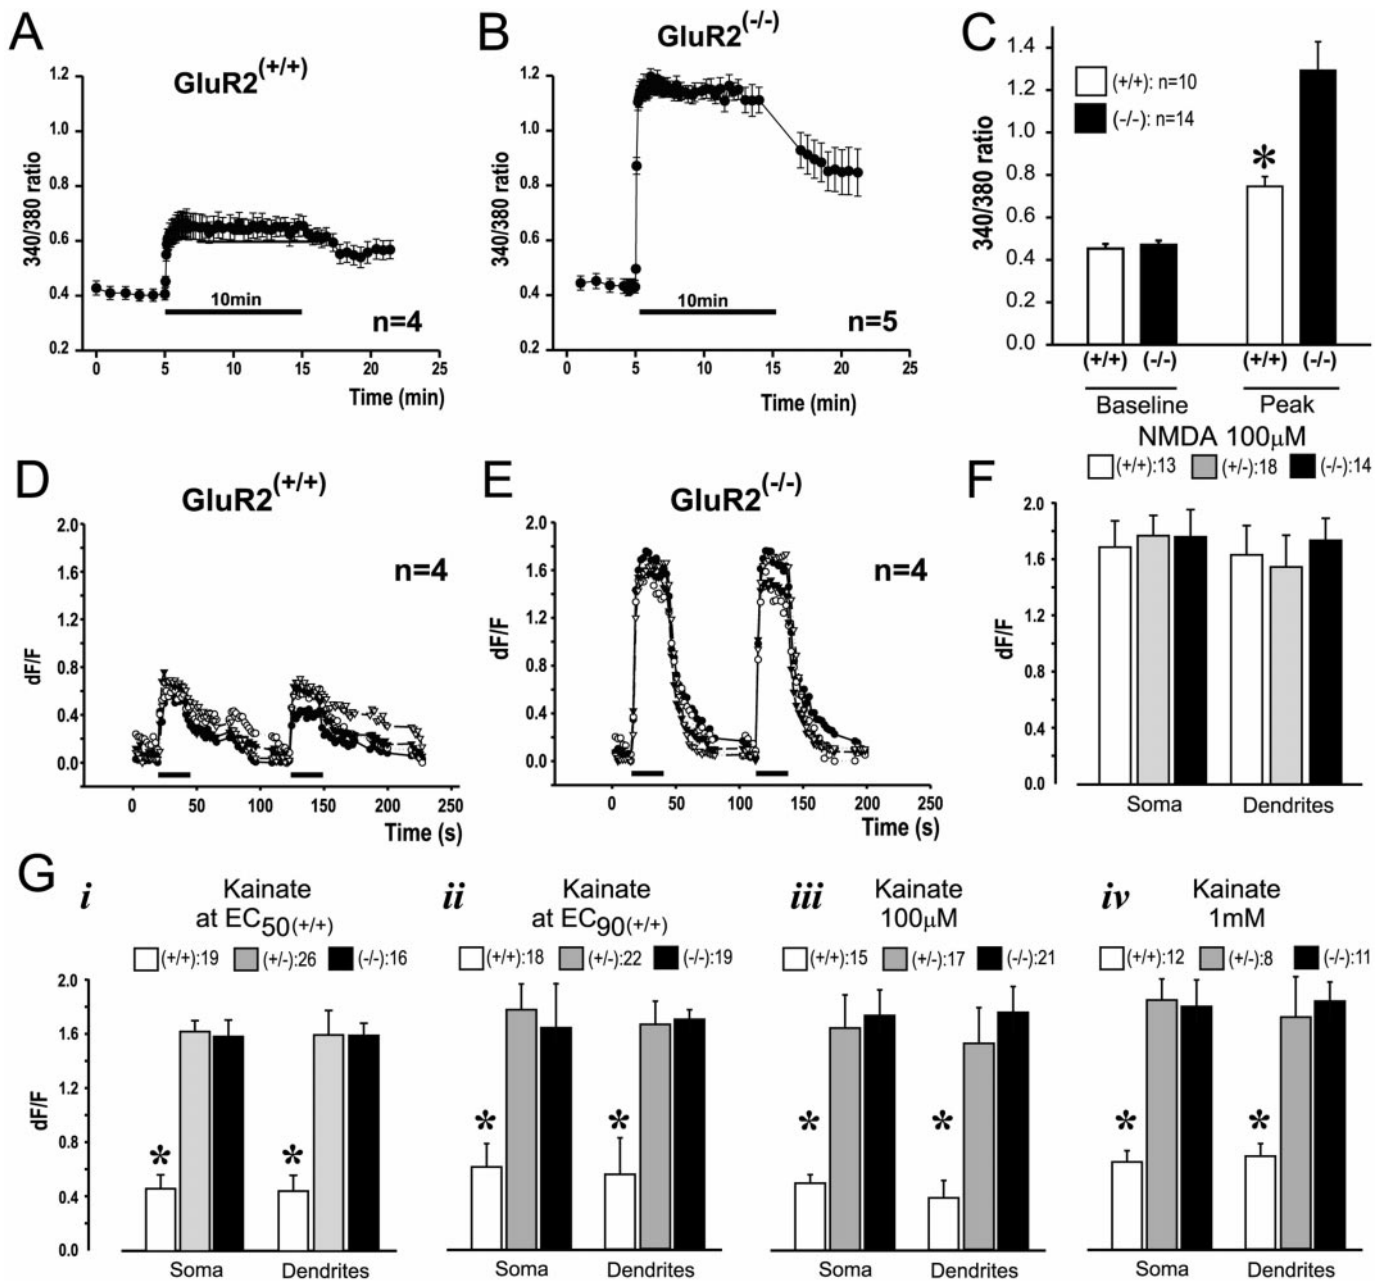 A
GluR2(+/+)
340/380 ratio
1.2
1.0
0.8
0.6
0.4
0.2
10min
n=4
0 5 10 15 20 25
Time (min)
B
GluR2(-/-)
340/380 ratio
1.2
1.0
0.8
0.6
0.4
0.2
10min
n=5
0 5 10 15 20 25
Time (min)
C
340/380 ratio
1.4
1.2
1.0
0.8
0.6
0.4
0.2
0.0
(+/+): n=10
(-/-): n=14
*
(+/+) (-/-) (+/+) (-/-)
Baseline Peak
D
GluR2(+/+)
dF/F
2.0
1.6
1.2
0.8
0.4
0.0
n=4
0 50 100 150 200 250
Time (s)
E
GluR2(-/-)
dF/F
2.0
1.6
1.2
0.8
0.4
0.0
n=4
0 50 100 150 200 250
Time (s)
F
NMDA 100μM
(+/+):13 (+/-):18 (-/-):14
dF/F
2.0
1.6
1.2
0.8
0.4
0.0
Soma Dendrites
G
i
Kainate
at EC50(+/+)
(+/+):19 (+/-):26 (-/-):16
dF/F
2.0
1.6
1.2
0.8
0.4
0.0
* *
Soma Dendrites
ii
Kainate
at EC90(+/+)
(+/+):18 (+/-):22 (-/-):19
* *
Soma Dendrites
iii
Kainate
100μM
(+/+):15 (+/-):17 (-/-):21
* *
Soma Dendrites
iv
Kainate
1mM
(+/+):12 (+/-):8 (-/-):11
* *
Soma Dendrites